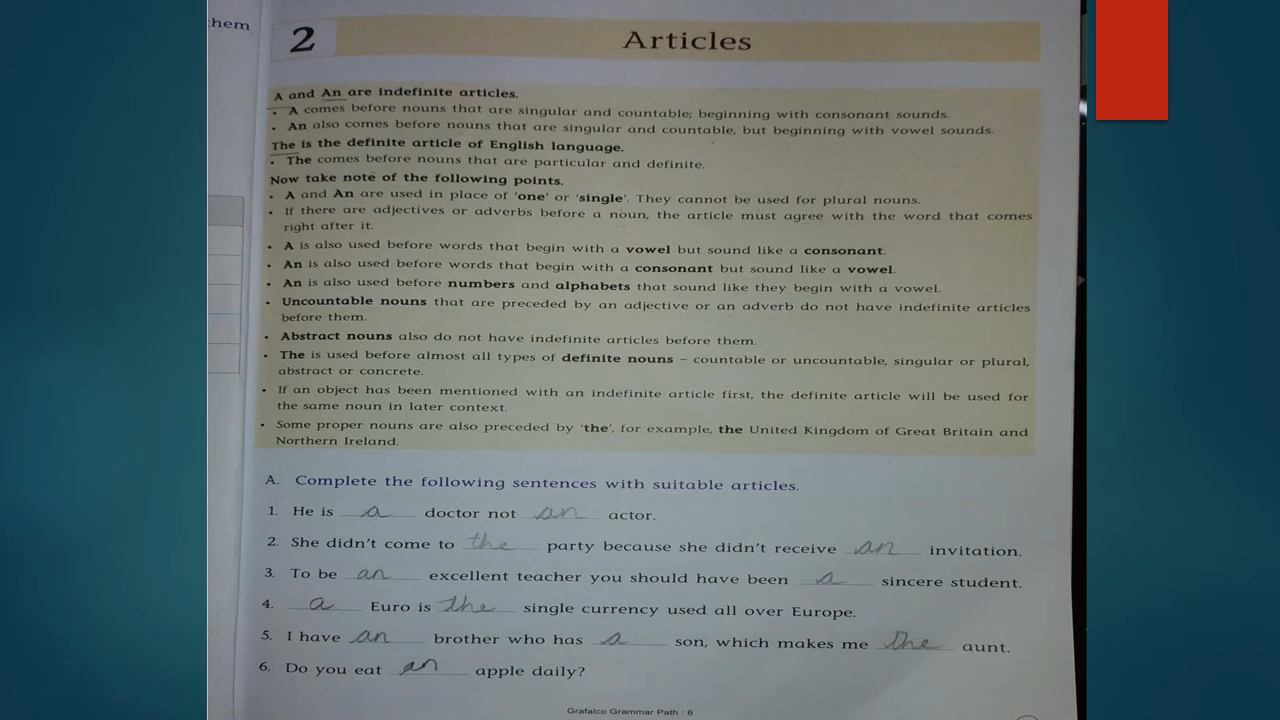 hem
2
Articles
A and An are indefinite articles.
• A comes before nouns that are singular and countable; beginning with consonant sounds.
• An also comes before nouns that are singular and countable, but beginning with vowel sounds.
The is the definite article of English language.
• The comes before nouns that are particular and definite.
Now take note of the following points.
• A and An are used in place of 'one' or 'single'. They cannot be used for plural nouns.
• If there are adjectives or adverbs before a noun, the article must agree with the word that comes
right after it.
• A is also used before words that begin with a vowel but sound like a consonant.
• An is also used before words that begin with a consonant but sound like a vowel.
• An is also used before numbers and alphabets that sound like they begin with a vowel.
• Uncountable nouns that are preceded by an adjective or an adverb do not have indefinite articles
before them.
• Abstract nouns also do not have indefinite articles before them.
• The is used before almost all types of definite nouns – countable or uncountable, singular or plural,
abstract or concrete.
• If an object has been mentioned with an indefinite article first, the definite article will be used for
the same noun in later context.
• Some proper nouns are also preceded by 'the', for example, the United Kingdom of Great Britain and
Northern Ireland.
A. Complete the following sentences with suitable articles.
1. He is a doctor not an actor.
2. She didn't come to the party because she didn't receive an invitation.
3. To be an excellent teacher you should have been a sincere student.
4. a Euro is the single currency used all over Europe.
5. I have an brother who has a son, which makes me the aunt.
6. Do you eat an apple daily?
Grafalco Grammar Path : 6